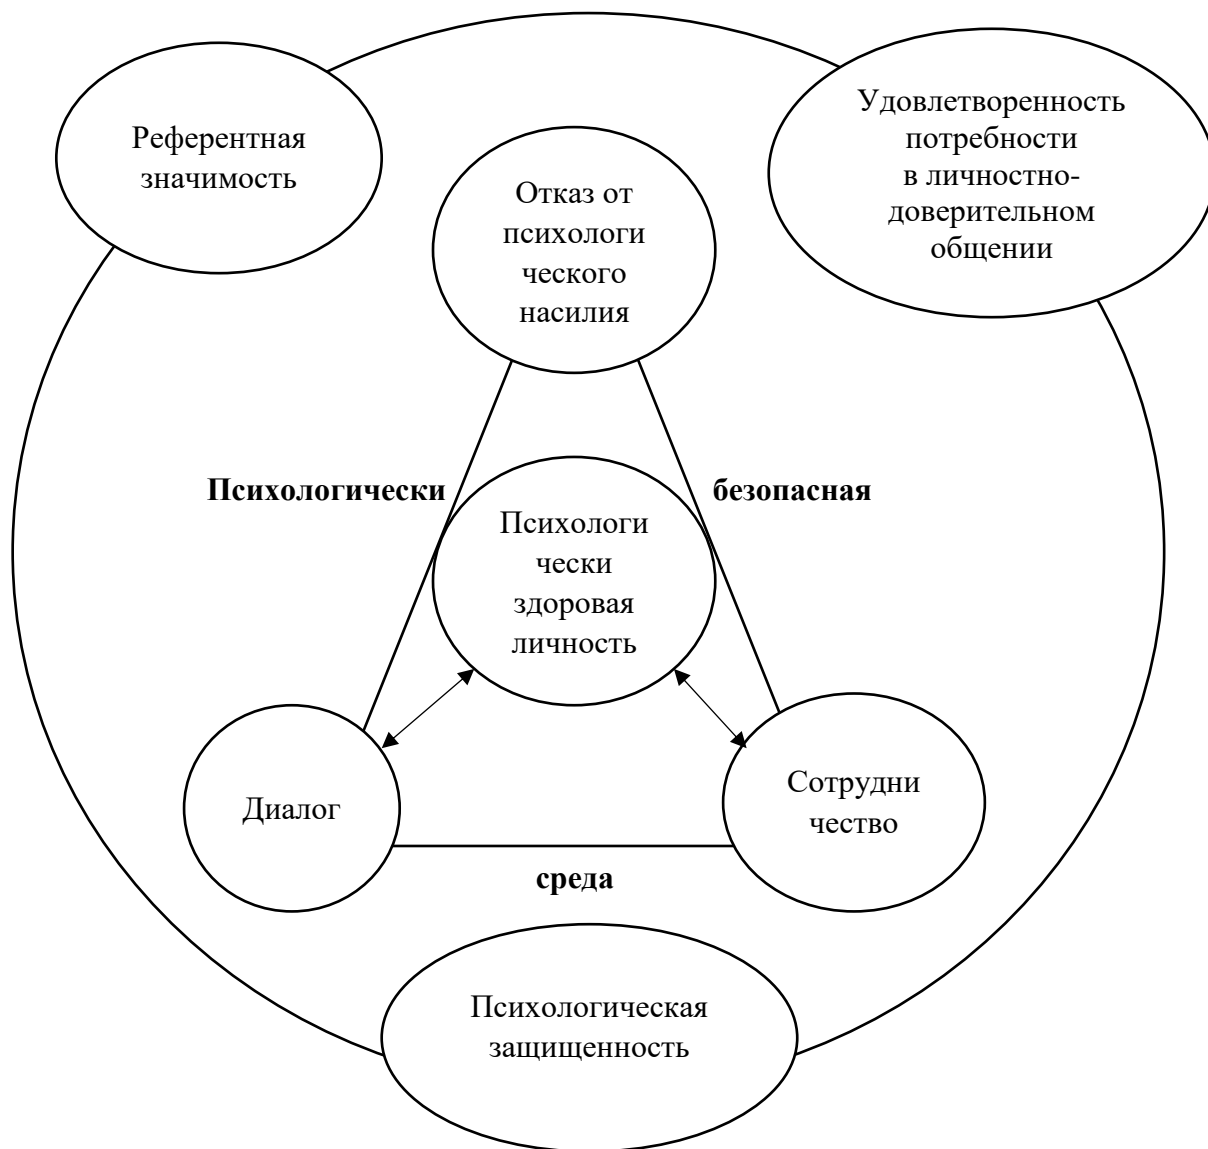 Референтная
значимость
Удовлетворенность
потребности
в личностно-
доверительном
общении
Отказ от
психологи
ческого
насилия
Психологически
безопасная
Психологи
чески
здоровая
личность
Диалог
Сотрудни
чество
среда
Психологическая
защищенность